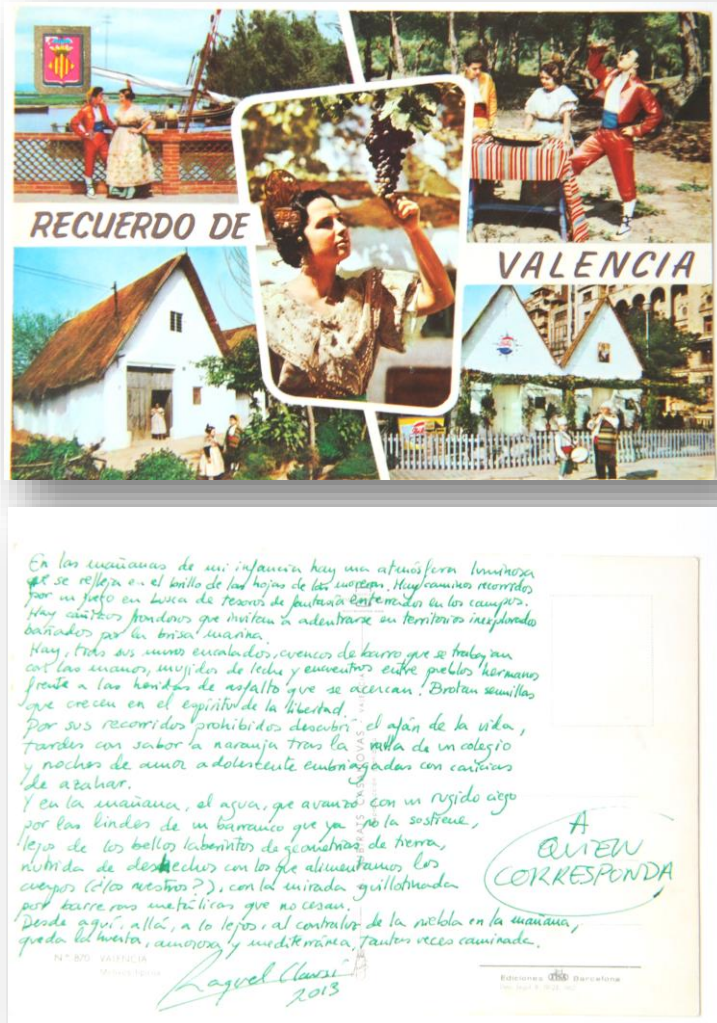 RECUERDO DE
VALENCIA
En las mañanas de mi infancia hay una atmósfera luminosa
que se refleja en el brillo de las hojas de las moreras. Hay caminos recorridos
por un perro en busca de tesoros de fantasía enterrados en los campos.
Hay cañizos frondosos que invitan a adentrarse en territorios inexplorados
bañados por la brisa marina.
Hay, tras sus muros encalados, cuencos de barro que se trabajan
con las manos, mujidos de leche y encuentros entre pueblos hermanos
frente a las heridas de asfalto que se acercan. Brotan semillas
que crecen en el espíritu de la libertad.
Por sus recorridos prohibidos descubrí el afán de la vida,
tardes con sabor a naranja tras la valla de un colegio
y noches de amor adolescente embriagadas con caricias
de azahar.
Y en la mañana, el agua, que avanza con un rugido ciego
por las lindes de un barranco que ya no la sostiene,
lejos de los bellos laberintos de geometrías de tierra,
nutrida de deshechos con los que alimentamos los
cuerpos (¿los nuestros?), con la mirada guillotinada
por barreras metálicas que no cesan.
Desde aquí, allá, a lo lejos, al contraluz de la niebla en la mañana,
queda la huerta, amorosa y mediterránea, tantas veces caminada.
Raquel
2013
A
QUIEN
CORRESPONDA
N.º 870. VALENCIA
Ediciones Barcelona